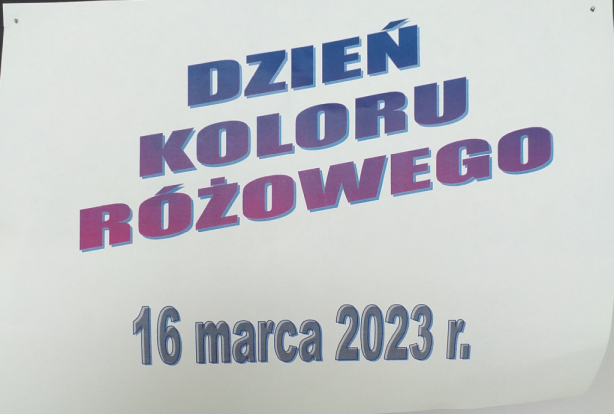 DZIEŃ
KOLORU
RÓŻOWEGO
16 marca 2023 r.